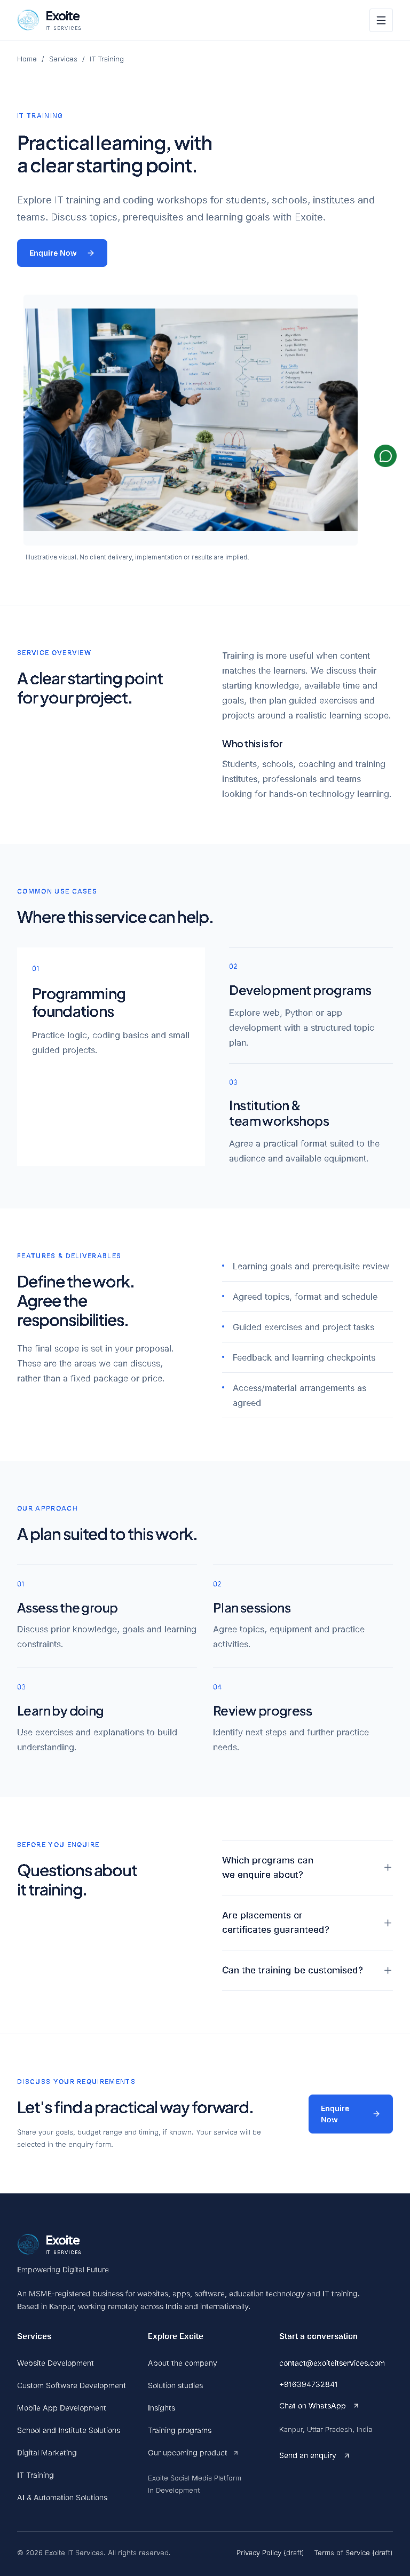 Exoite
IT SERVICES
Home / Services / IT Training
IT TRAINING
Practical learning, with
a clear starting point.
Explore IT training and coding workshops for students, schools, institutes and
teams. Discuss topics, prerequisites and learning goals with Exoite.
Enquire Now
Illustrative visual. No client delivery, implementation or results are implied.
SERVICE OVERVIEW
A clear starting point
for your project.
Training is more useful when content
matches the learners. We discuss their
starting knowledge, available time and
goals, then plan guided exercises and
projects around a realistic learning scope.
Who this is for
Students, schools, coaching and training
institutes, professionals and teams
looking for hands-on technology learning.
COMMON USE CASES
Where this service can help.
01
Programming
foundations
Practice logic, coding basics and small
guided projects.
02
Development programs
Explore web, Python or app
development with a structured topic
plan.
03
Institution &
team workshops
Agree a practical format suited to the
audience and available equipment.
FEATURES & DELIVERABLES
Define the work.
Agree the
responsibilities.
The final scope is set in your proposal.
These are the areas we can discuss,
rather than a fixed package or price.
Learning goals and prerequisite review
Agreed topics, format and schedule
Guided exercises and project tasks
Feedback and learning checkpoints
Access/material arrangements as
agreed
OUR APPROACH
A plan suited to this work.
01
Assess the group
Discuss prior knowledge, goals and learning
constraints.
02
Plan sessions
Agree topics, equipment and practice
activities.
03
Learn by doing
Use exercises and explanations to build
understanding.
04
Review progress
Identify next steps and further practice
needs.
BEFORE YOU ENQUIRE
Questions about
it training.
Which programs can
we enquire about?
Are placements or
certificates guaranteed?
Can the training be customised?
DISCUSS YOUR REQUIREMENTS
Let's find a practical way forward.
Share your goals, budget range and timing, if known. Your service will be
selected in the enquiry form.
Enquire
Now
Exoite
IT SERVICES
Empowering Digital Future
An MSME-registered business for websites, apps, software, education technology and IT training.
Based in Kanpur, working remotely across India and internationally.
Services
Website Development
Custom Software Development
Mobile App Development
School and Institute Solutions
Digital Marketing
IT Training
AI & Automation Solutions
Explore Exoite
About the company
Solution studies
Insights
Training programs
Our upcoming product
Exoite Social Media Platform
In Development
Start a conversation
contact@exoiteitservices.com
+916394732841
Chat on WhatsApp
Kanpur, Uttar Pradesh, India
Send an enquiry
© 2026 Exoite IT Services. All rights reserved.
Privacy Policy (draft)
Terms of Service (draft)